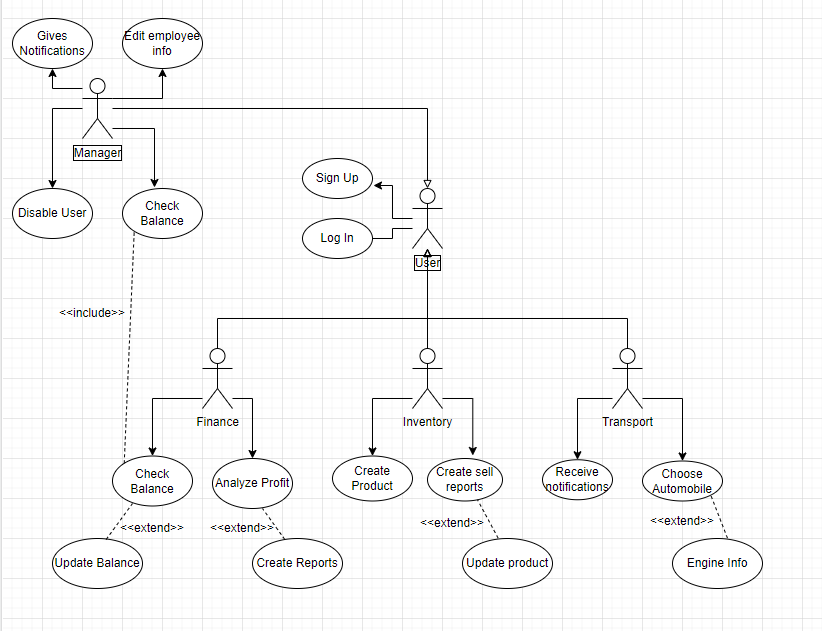 Gives
Notifications
Edit employee
info
Manager
Disable User
Check
Balance
Sign Up
Log In
User
<<include>>
Finance
Inventory
Transport
Check
Balance
Analyze Profit
Create
Product
Create sell
reports
Receive
notifications
Choose
Automobile
<<extend>>
<<extend>>
<<extend>>
<<extend>>
Update Balance
Create Reports
Update product
Engine Info